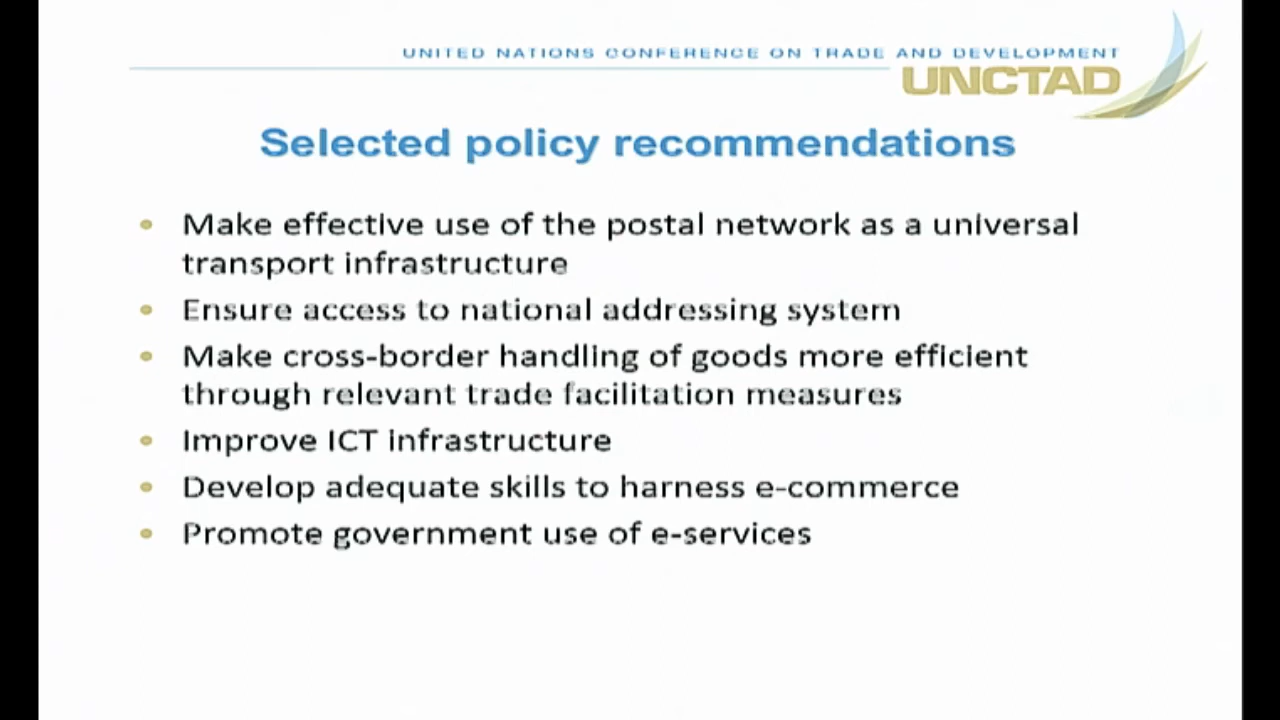 UNITED NATIONS CONFERENCE ON TRADE AND DEVELOPMENT
UNCTAD
Selected policy recommendations
• Make effective use of the postal network as a universal
transport infrastructure
• Ensure access to national addressing system
• Make cross-border handling of goods more efficient
through relevant trade facilitation measures
• Improve ICT infrastructure
• Develop adequate skills to harness e-commerce
• Promote government use of e-services